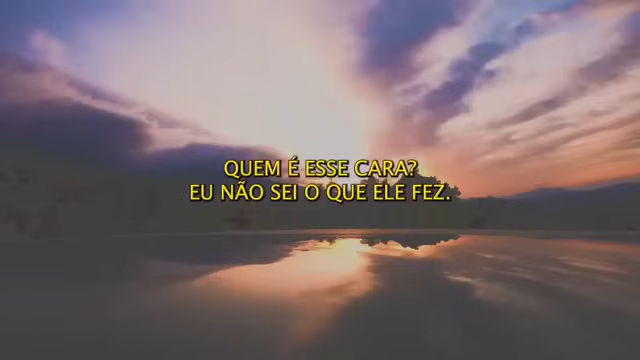 QUEM É ESSE CARA?
EU NÃO SEI O QUE ELE FEZ.